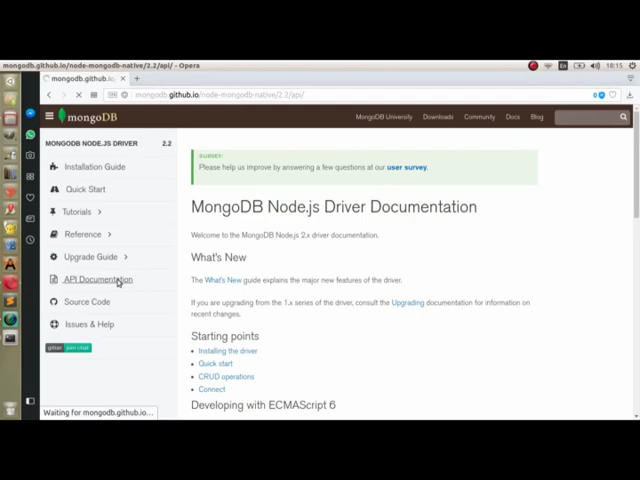 mongodb.github.io/node-mongodb-native/2.2/api/ - Opera
En
18:15
mongodb.github.io
mongodb.github.io/node-mongodb-native/2.2/api/
0
mongoDB
MongoDB University
Downloads
Community
Docs
Blog
MONGODB NODE.JS DRIVER
2.2
Installation Guide
Quick Start
Tutorials
Reference
Upgrade Guide
API Documentation
Source Code
Issues & Help
gitter join chat
SURVEY:
Please help us improve by answering a few questions at our user survey.
MongoDB Node.js Driver Documentation
Welcome to the MongoDB Node.js 2.x driver documentation.
What's New
The What's New guide explains the major new features of the driver.
If you are upgrading from the 1.x series of the driver, consult the Upgrading documentation for information on
recent changes.
Starting points
Installing the driver
Quick start
CRUD operations
Connect
Developing with ECMAScript 6
Waiting for mongodb.github.io...